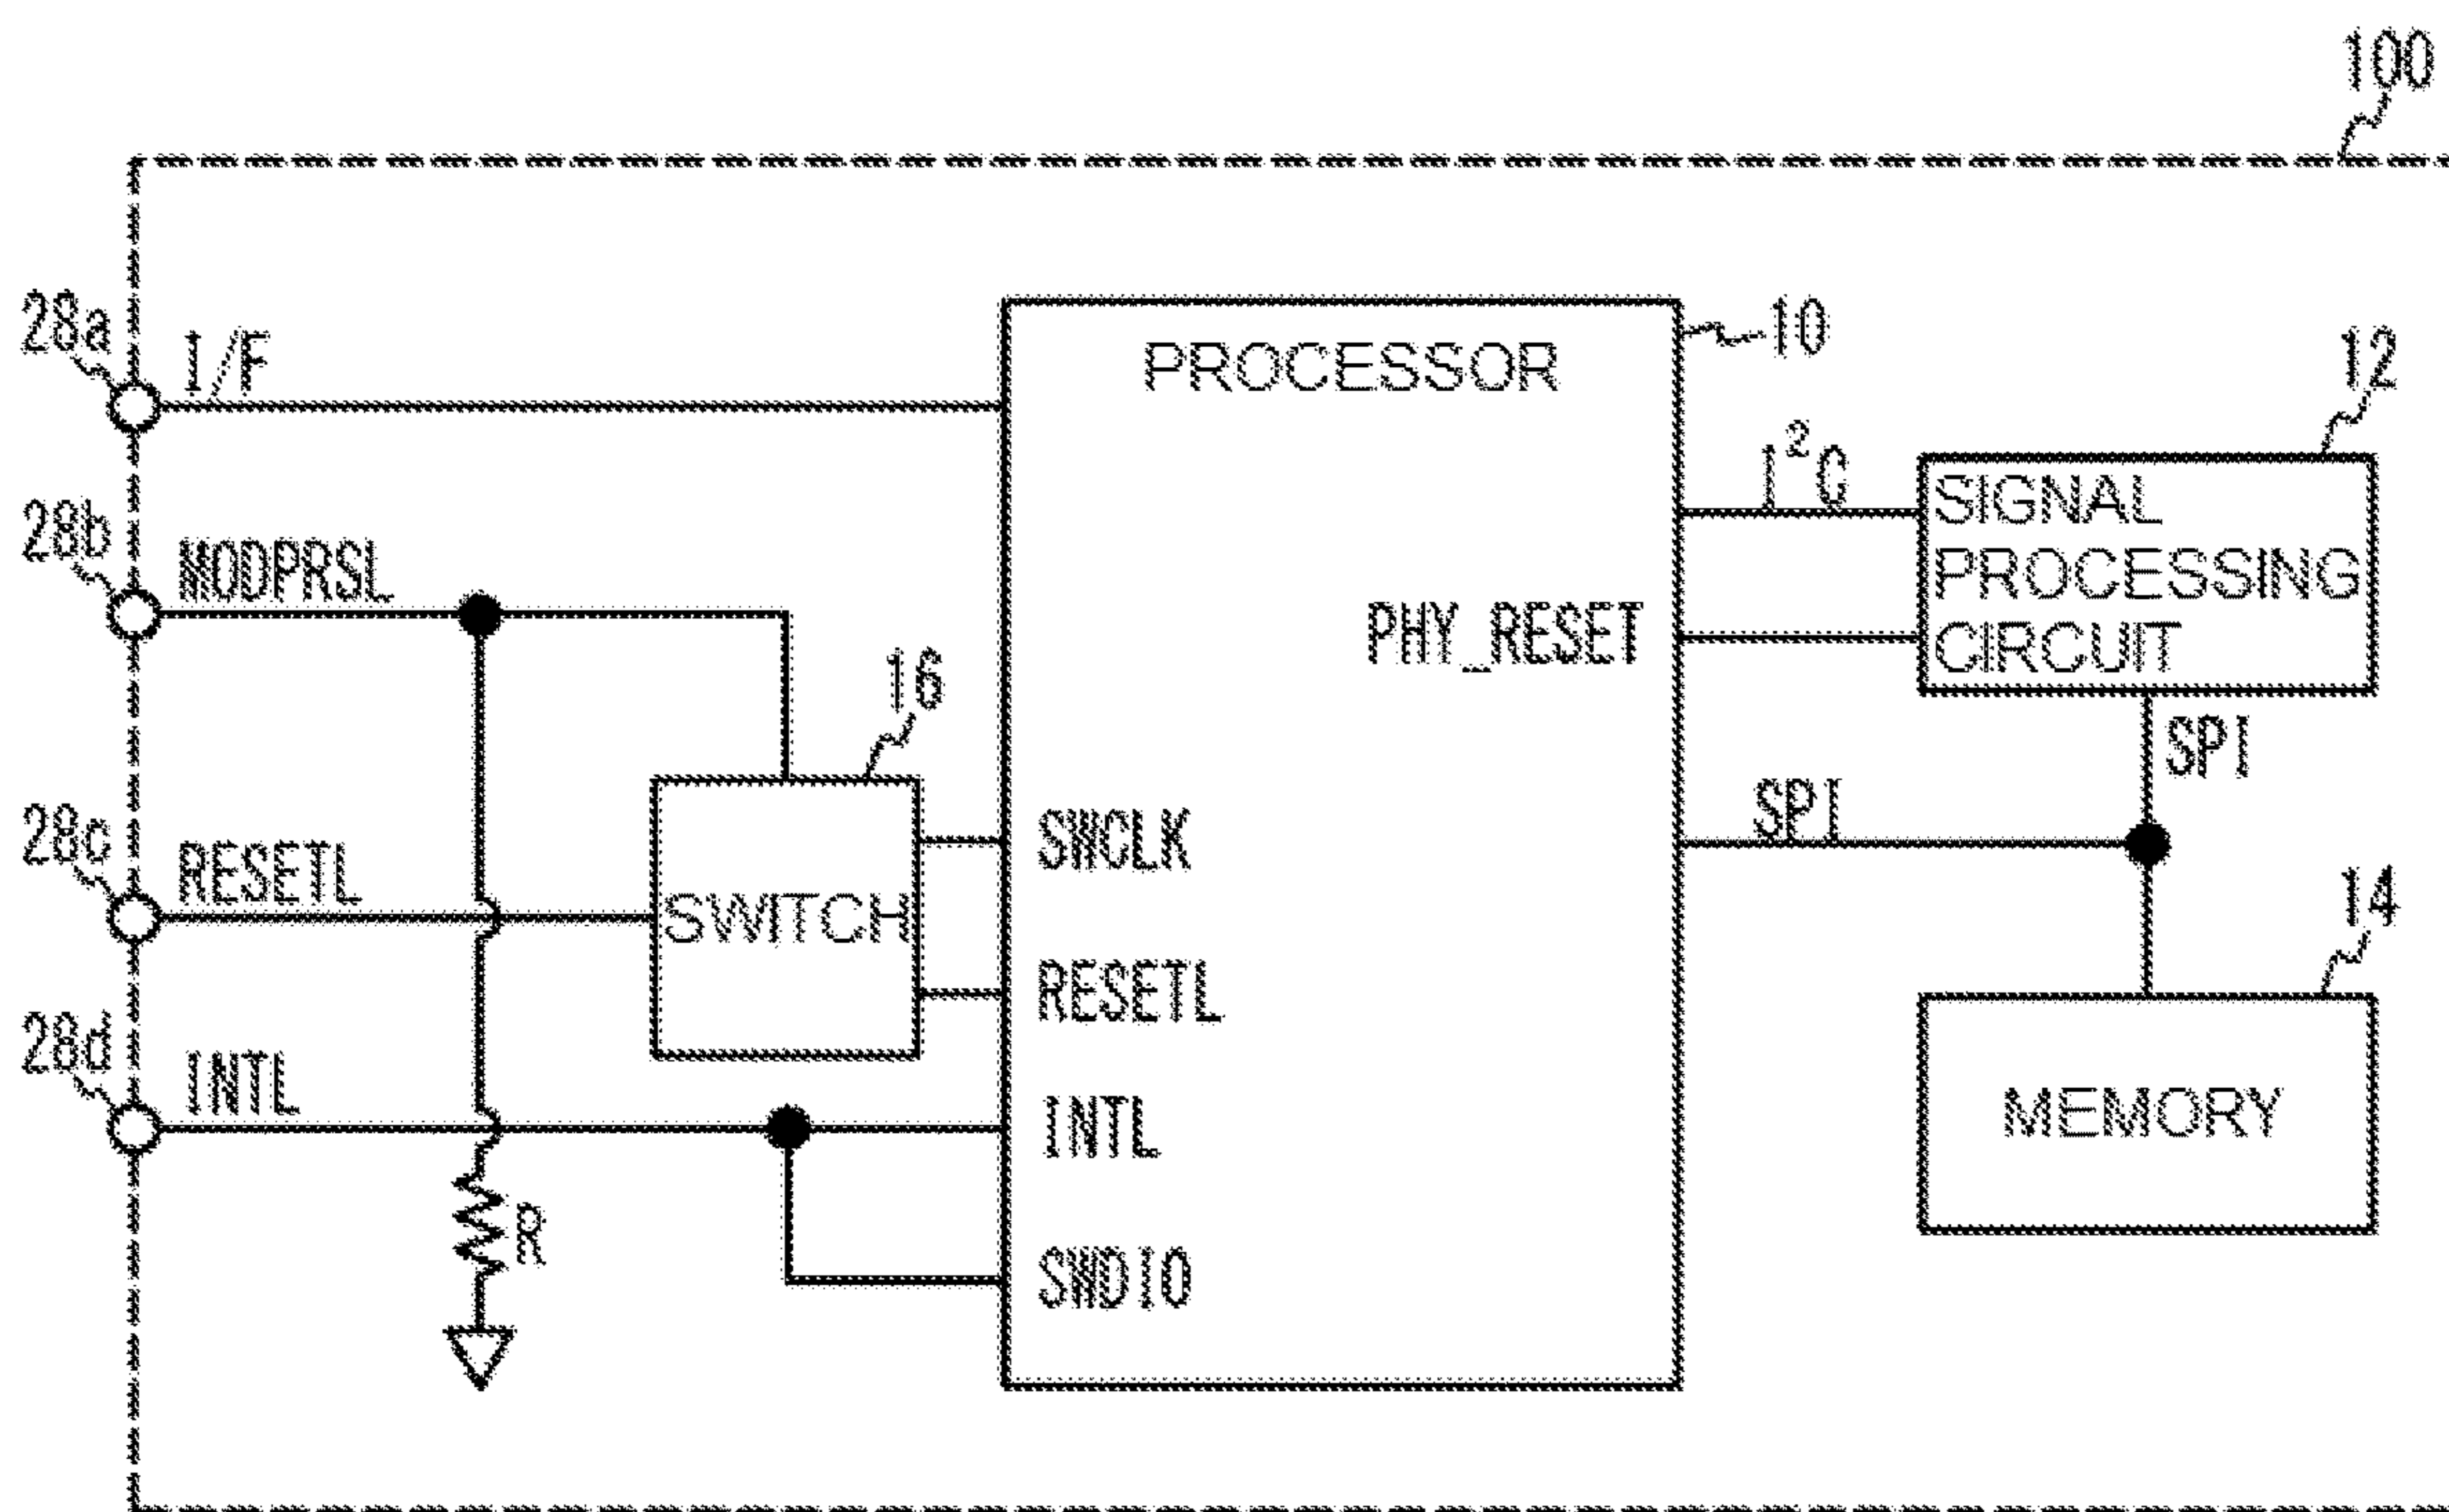 100
28a
I/F
PROCESSOR
10
12
I²C
SIGNAL
PROCESSING
CIRCUIT
28b
MODPRSL
PHY_RESET
16
SPI
SPI
28c
RESETL
SWITCH
SWCLK
14
RESETL
28d
INTL
INTL
MEMORY
R
SWDIO